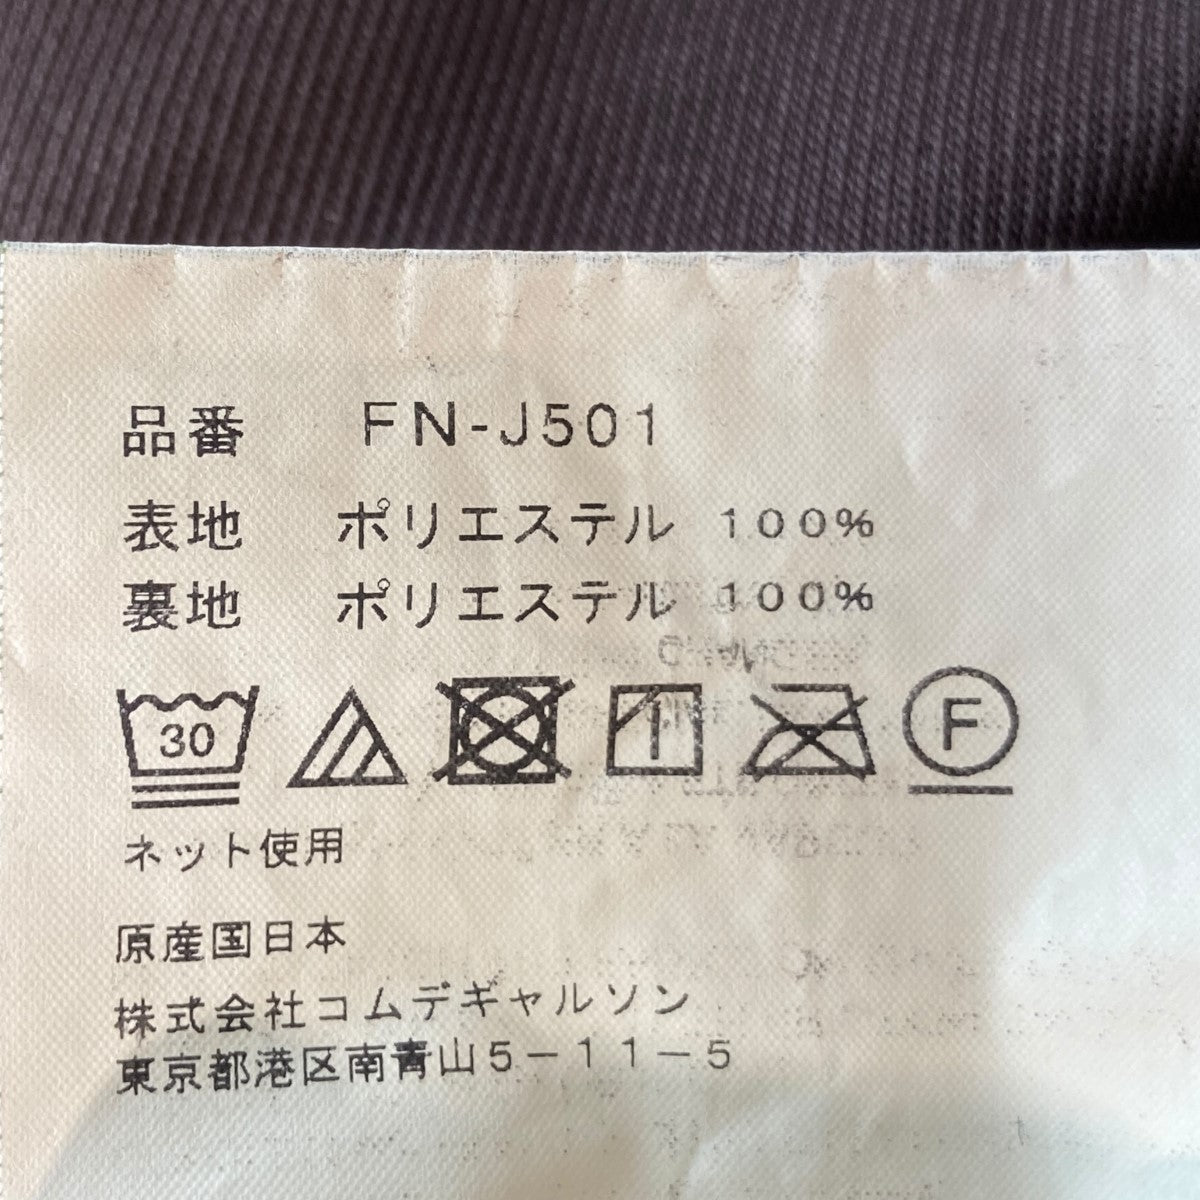 品番 FN-J501
表地 ポリエステル 100%
裏地 ポリエステル 100%
30 F
ネット使用
原産国日本
株式会社コムデギャルソン
東京都港区南青山5-11-5